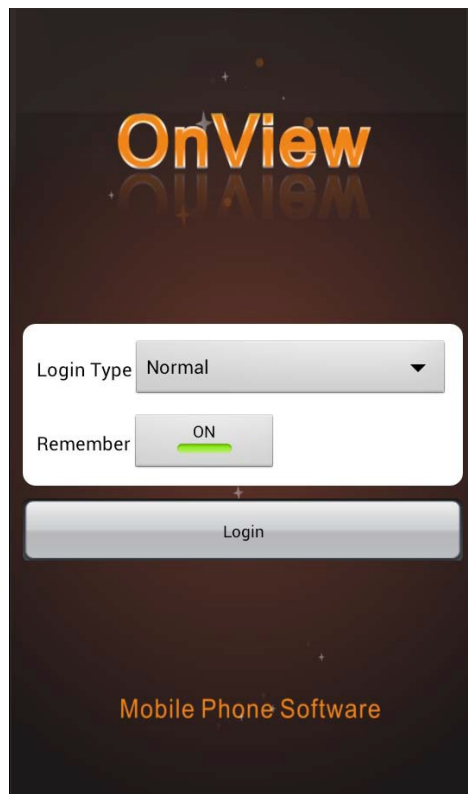 OnView
Login Type Normal
Remember ON
Login
Mobile Phone Software